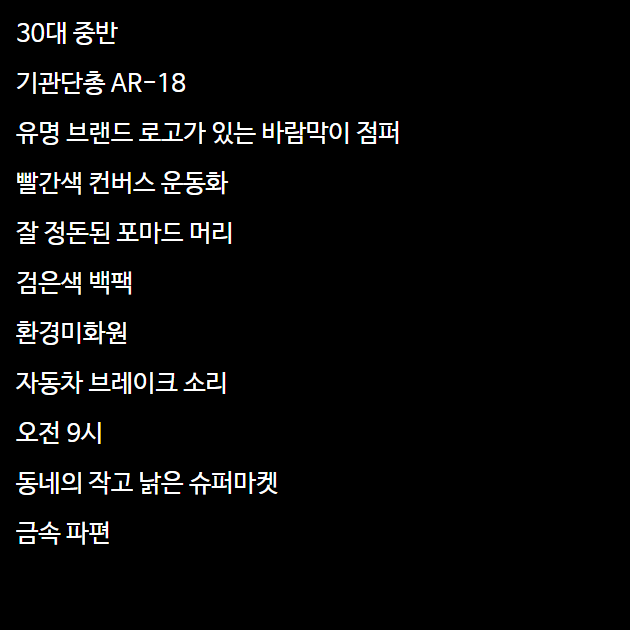 30대 중반
기관단총 AR-18
유명 브랜드 로고가 있는 바람막이 점퍼
빨간색 컨버스 운동화
잘 정돈된 포마드 머리
검은색 백팩
환경미화원
자동차 브레이크 소리
오전 9시
동네의 작고 낡은 슈퍼마켓
금속 파편